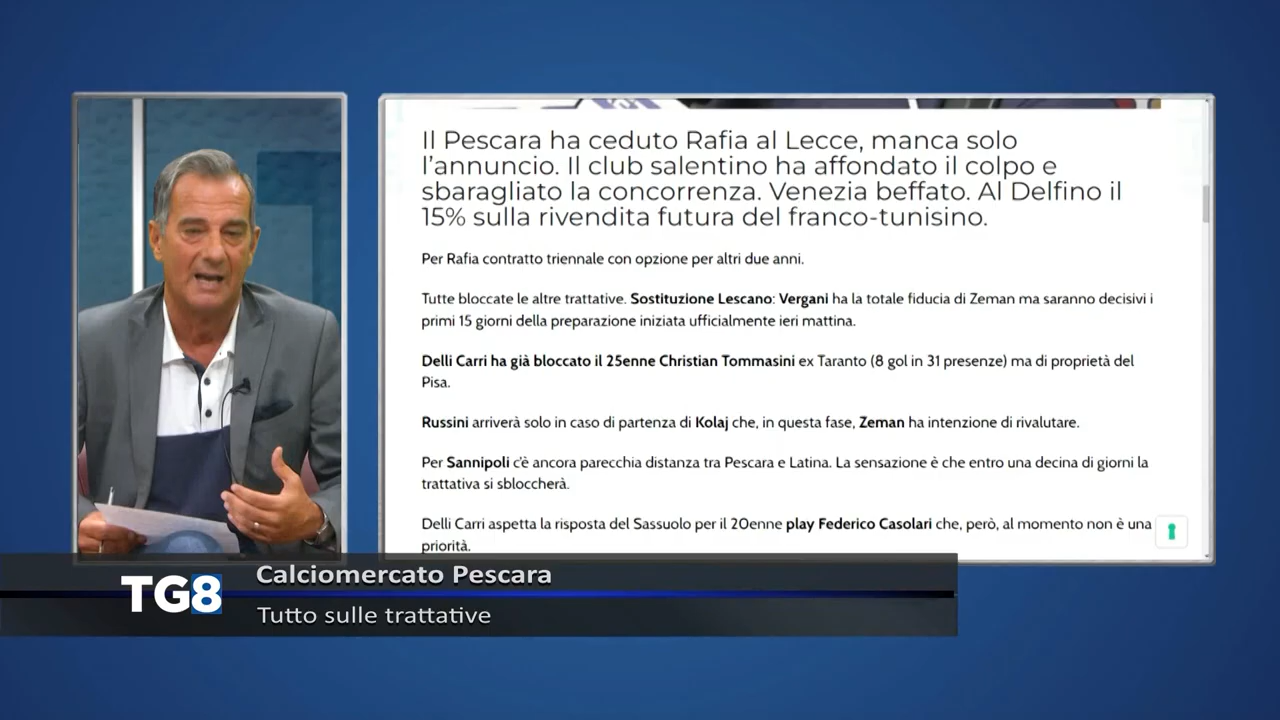 Il Pescara ha ceduto Rafia al Lecce, manca solo
l'annuncio. Il club salentino ha affondato il colpo e
sbaragliato la concorrenza. Venezia beffato. Al Delfino il
15% sulla rivendita futura del franco-tunisino.
Per Rafia contratto triennale con opzione per altri due anni.
Tutte bloccate le altre trattative. Sostituzione Lescano: Vergani ha la totale fiducia di Zeman ma saranno decisivi i
primi 15 giorni della preparazione iniziata ufficialmente ieri mattina.
Delli Carri ha già bloccato il 25enne Christian Tommasini ex Taranto (8 gol in 31 presenze) ma di proprietà del
Pisa.
Russini arriverà solo in caso di partenza di Kolaj che, in questa fase, Zeman ha intenzione di rivalutare.
Per Sannipoli c'è ancora parecchia distanza tra Pescara e Latina. La sensazione è che entro una decina di giorni la
trattativa si sbloccherà.
Delli Carri aspetta la risposta del Sassuolo per il 20enne play Federico Casolari che, però, al momento non è una
priorità.
TG8
Calciomercato Pescara
Tutto sulle trattative